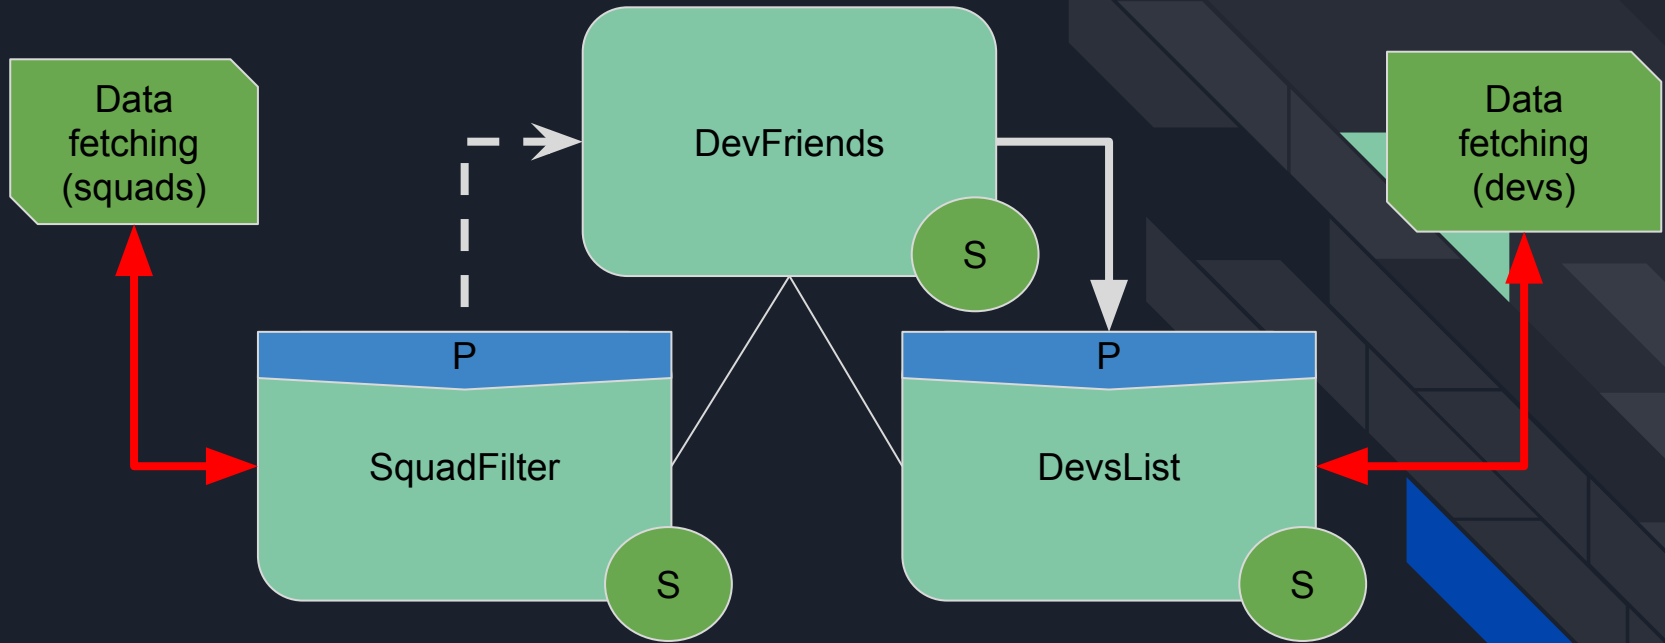 Data
fetching
(squads)
DevFriends
S
Data
fetching
(devs)
P
SquadFilter
S
P
DevsList
S